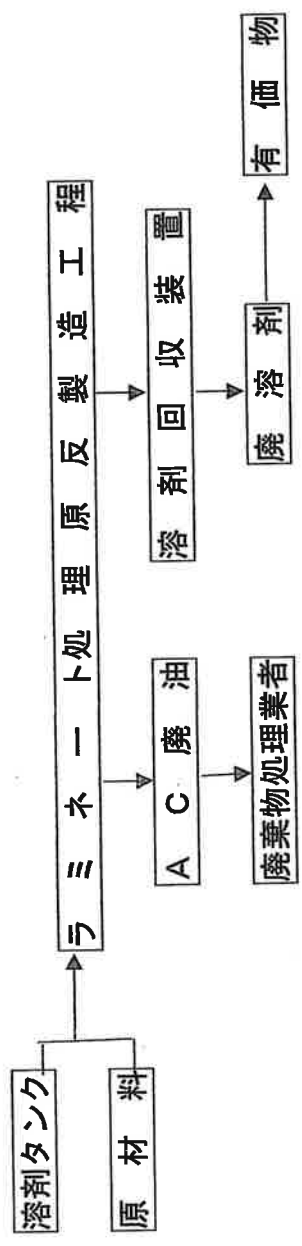 溶剤タンク
原材料
ラミネート処理原反製造工程
AC廃油
廃棄物処理業者
溶剤回収装置
廃溶剤
有価物